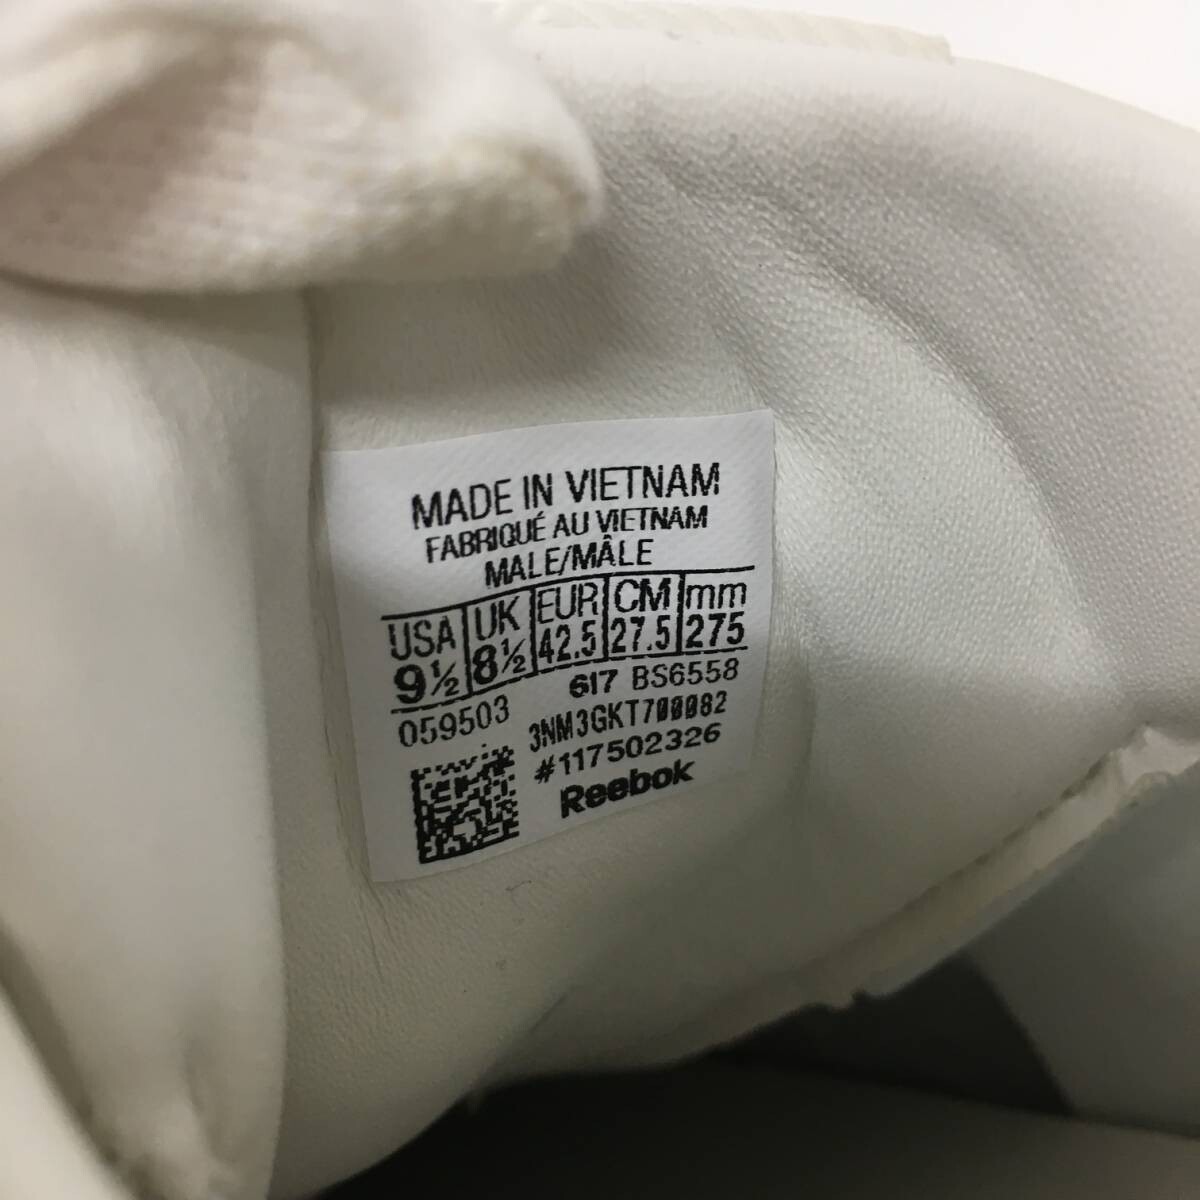 MADE IN VIETNAM
FABRIQUÉ AU VIETNAM
MALE/MÂLE
USA UK EUR CM mm
9½ 8½ 42.5 27.5 275
059503 617 BS6558
3NM3GKT700082
#117502326
Reebok